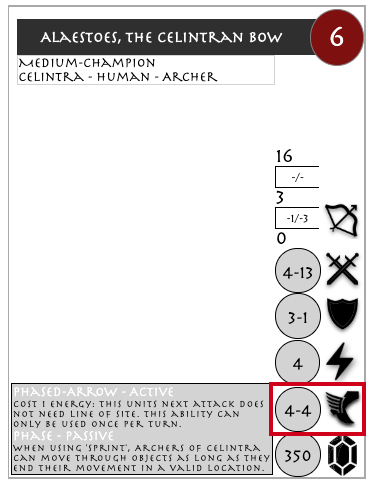 Alaestoes, the Celintran Bow
6
Medium-Champion
Celintra - Human - Archer
16
-/-
3
-1/-3
0
4-13
3-1
4
4-4
350
Phased-Arrow - Active
Cost 1 Energy: This units next attack does
not need line of site. This ability can
only be used once per turn.
Phase - Passive
When using 'Sprint', Archers of Celintra
can move through objects as long as they
end their movement in a valid location.